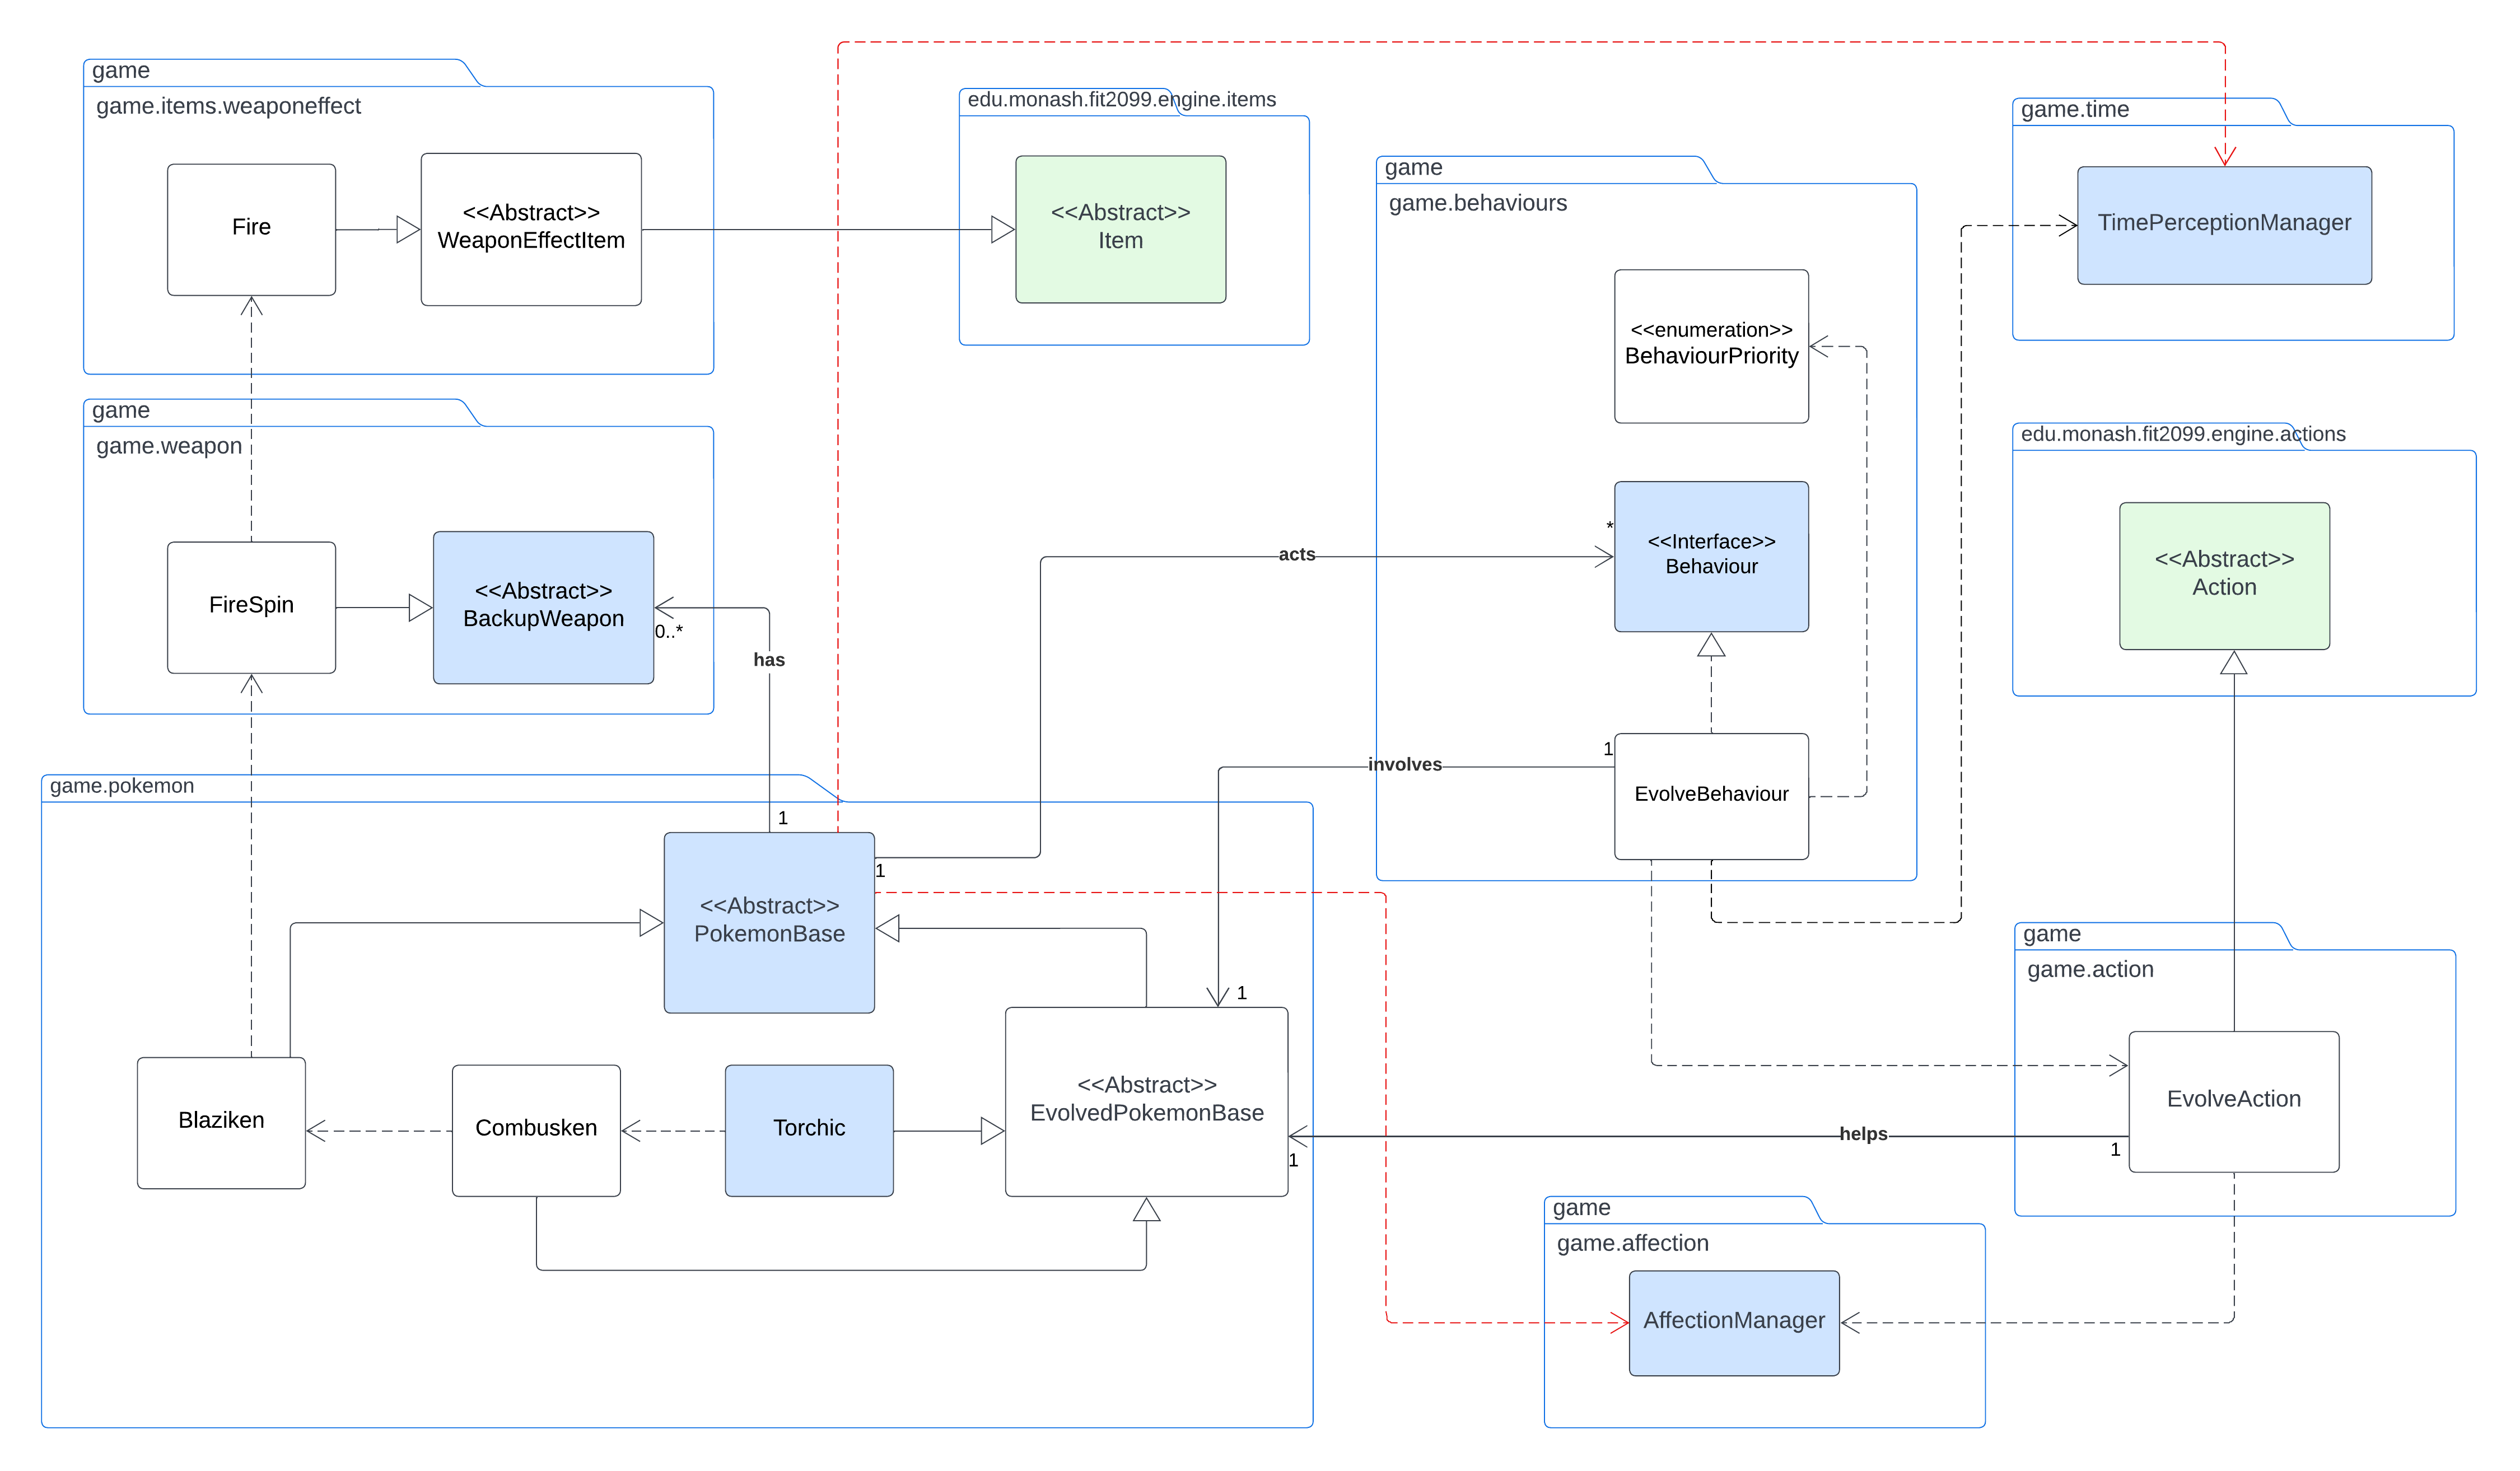 game
game.items.weaponeffect
Fire
<<Abstract>>
WeaponEffectItem
edu.monash.fit2099.engine.items
<<Abstract>>
Item
game
game.behaviours
<<enumeration>>
BehaviourPriority
*
<<Interface>>
Behaviour
1
EvolveBehaviour
game.time
TimePerceptionManager
game
game.weapon
FireSpin
<<Abstract>>
BackupWeapon
0..*
has
acts
involves
edu.monash.fit2099.engine.actions
<<Abstract>>
Action
game.pokemon
1
1
<<Abstract>>
PokemonBase
1
Blaziken
Combusken
Torchic
<<Abstract>>
EvolvedPokemonBase
1
helps
1
game
game.action
EvolveAction
game
game.affection
AffectionManager